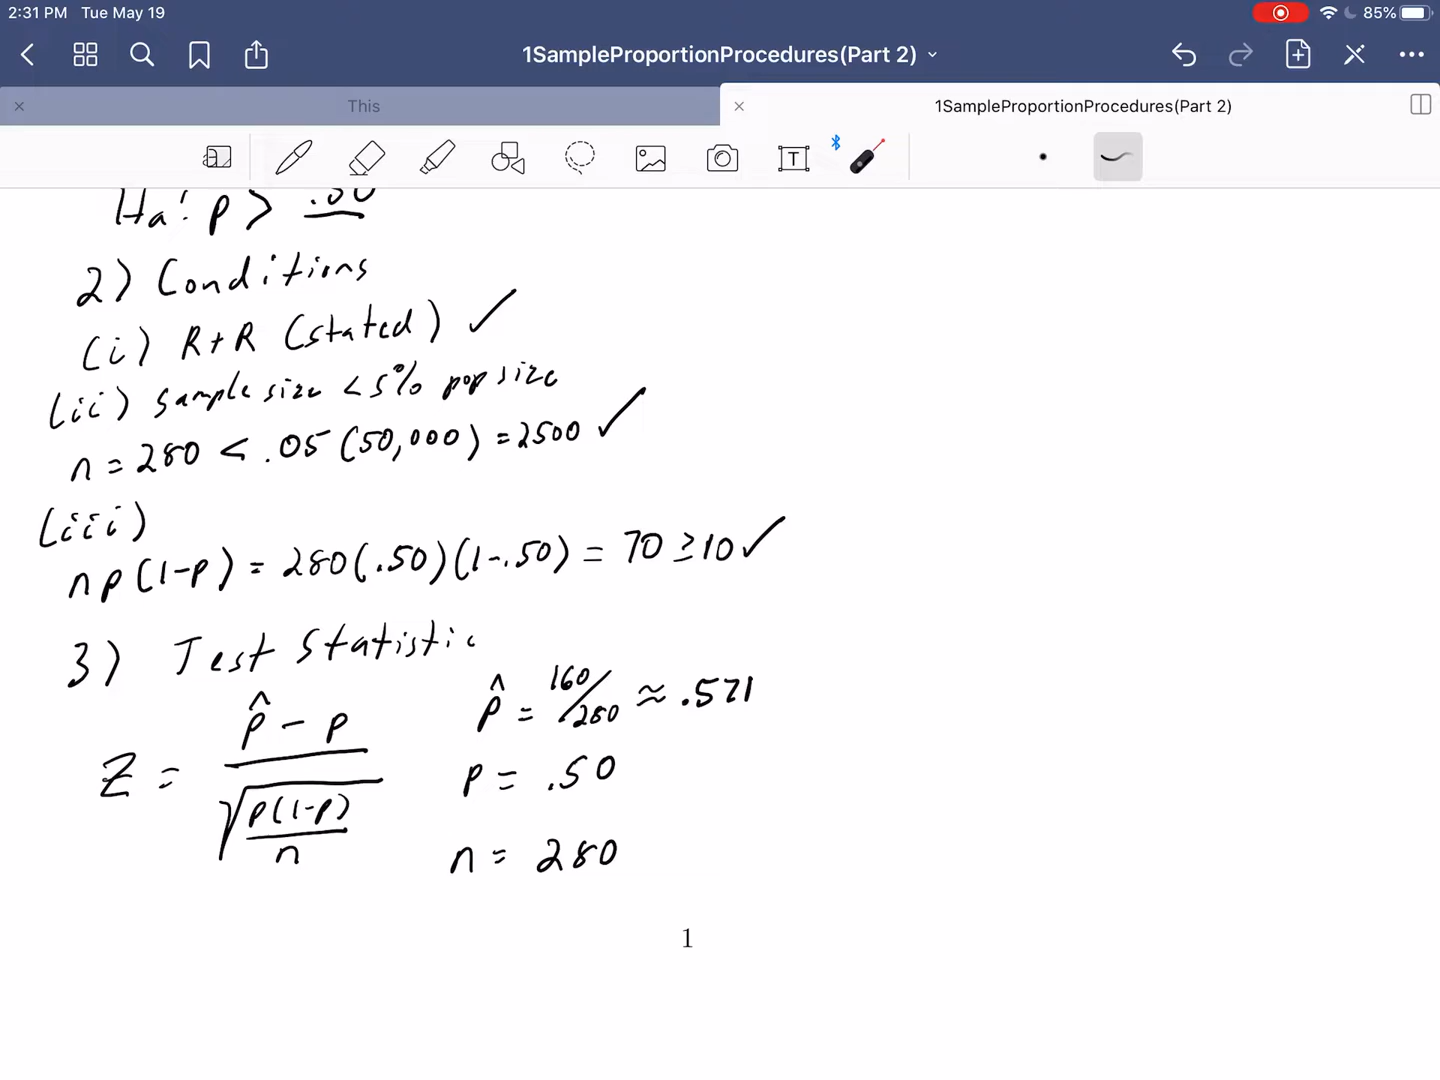 2:31 PM Tue May 19
85%
1SampleProportionProcedures(Part 2)
This
1SampleProportionProcedures(Part 2)
T
Ha: p > .50
2) Conditions
(i) R+R (stated) ✓
(ii) sample size < 5% pop size
n = 280 < .05 (50,000) = 2500 ✓
(iii)
np(1-p) = 280(.50)(1-.50) = 70 ≥ 10 ✓
3) Test Statistic
Z = (p̂ - p) / √(p(1-p)/n)
p̂ = 160/280 ≈ .571
p = .50
n = 280
1